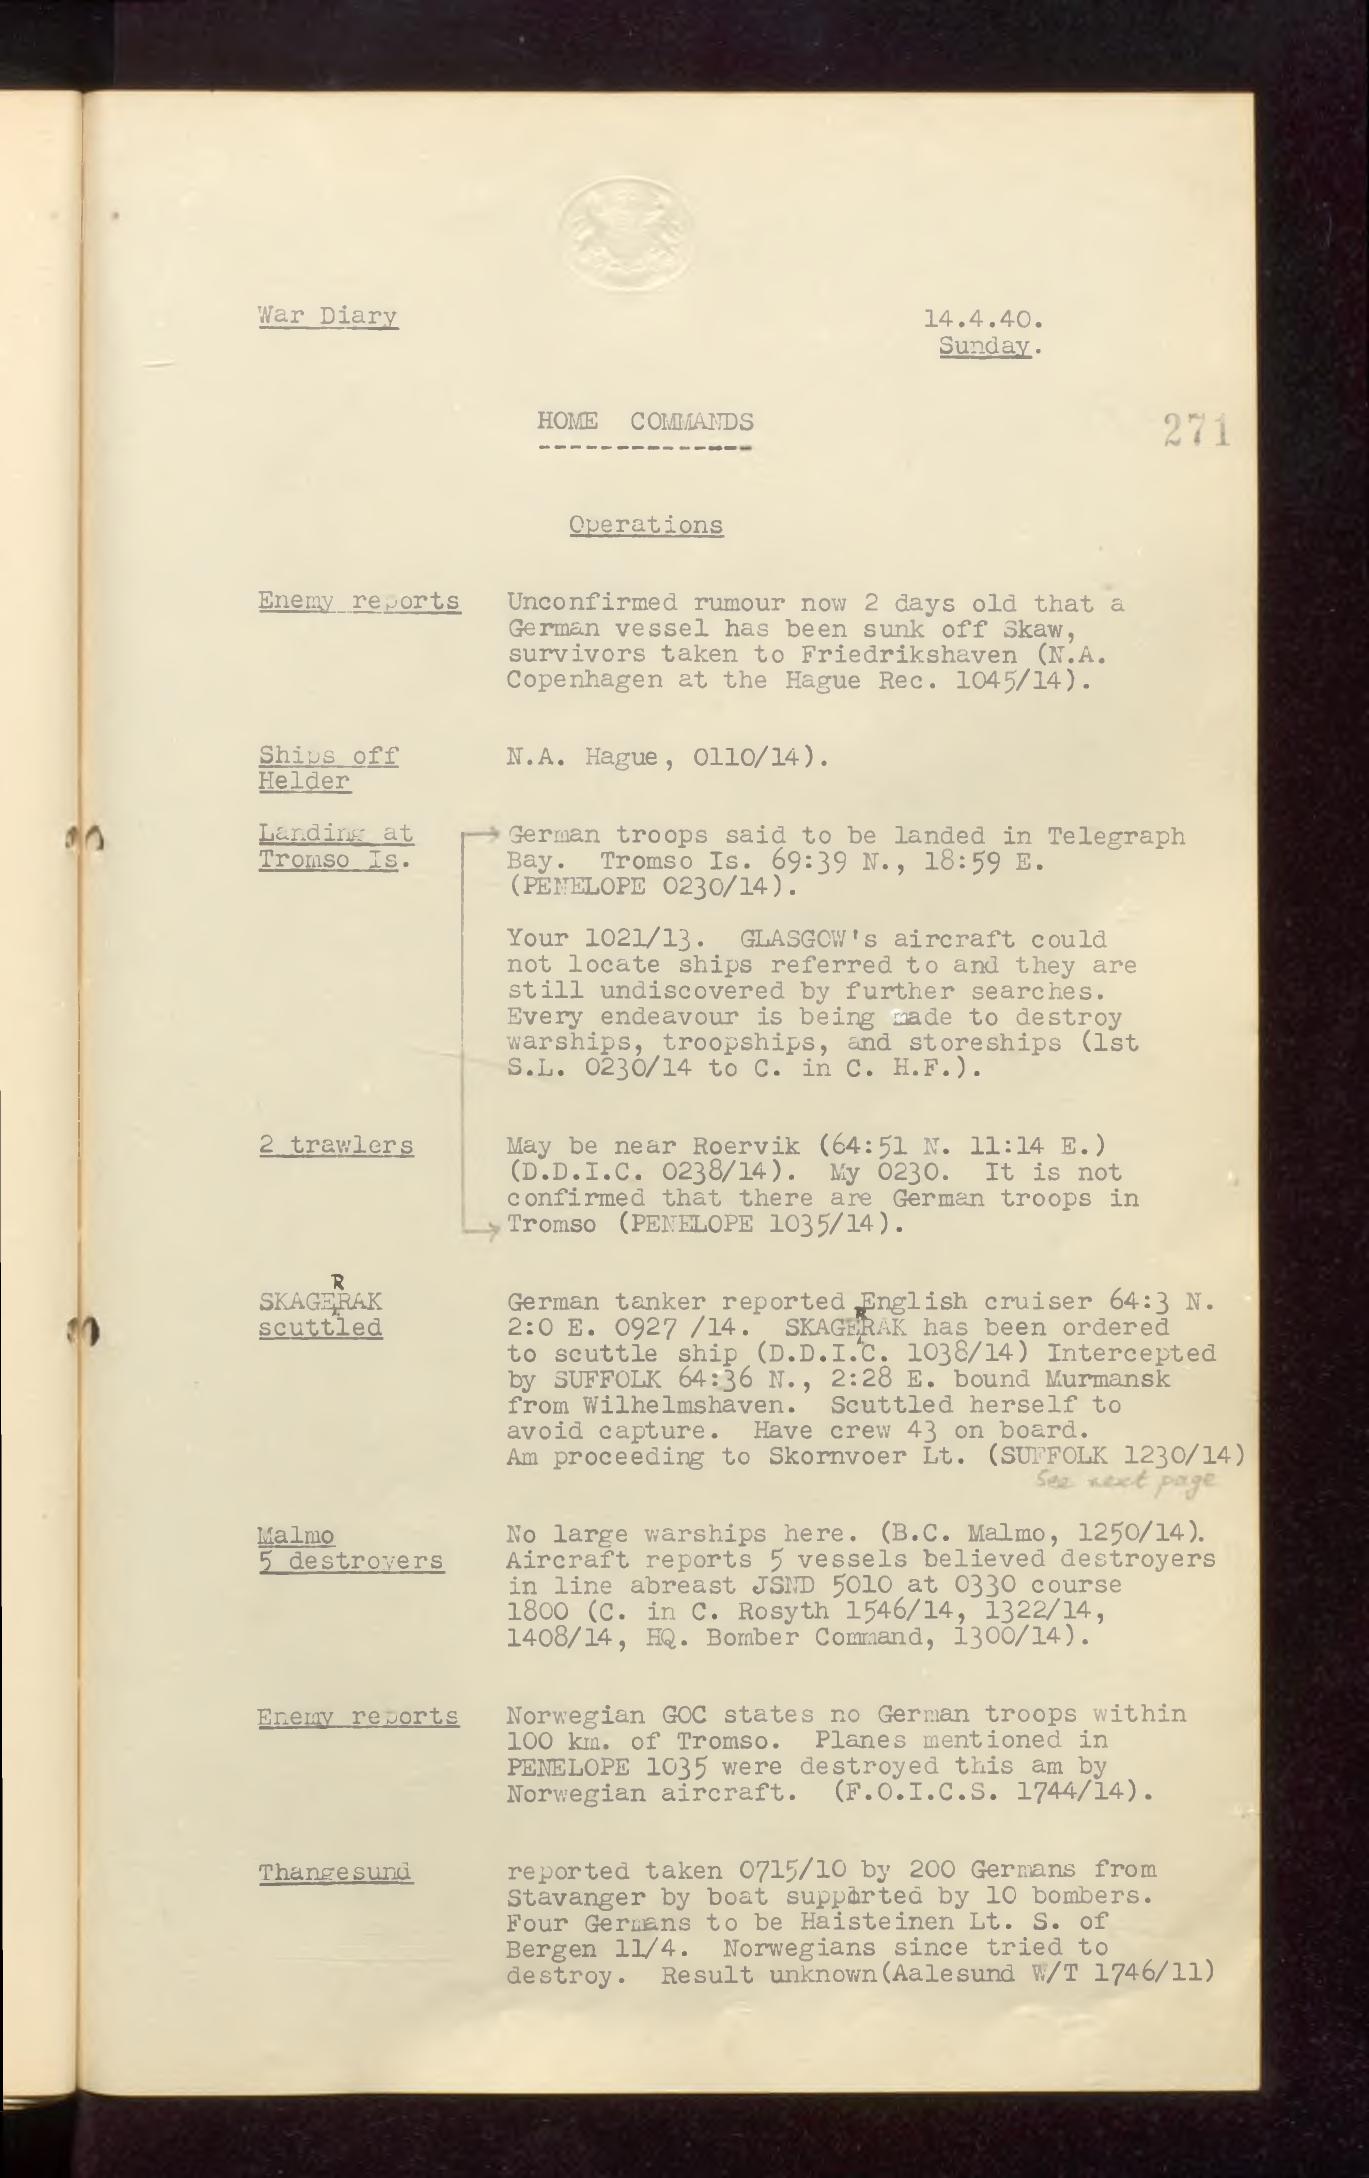 War Diary
14.4.40.
Sunday.
HOME COMMANDS
271
Operations
Enemy reports
Unconfirmed rumour now 2 days old that a
German vessel has been sunk off Skaw,
survivors taken to Friedrikshaven (N.A.
Copenhagen at the Hague Rec. 1045/14).
Ships off
Helder
N.A. Hague, 0110/14).
Landing at
Tromso Is.
German troops said to be landed in Telegraph
Bay. Tromso Is. 69:39 N., 18:59 E.
(PENELOPE 0230/14).
Your 1021/13. GLASGOW's aircraft could
not locate ships referred to and they are
still undiscovered by further searches.
Every endeavour is being made to destroy
warships, troopships, and storeships (1st
S.L. 0230/14 to C. in C. H.F.).
2 trawlers
May be near Roervik (64:51 N. 11:14 E.)
(D.D.I.C. 0238/14). My 0230. It is not
confirmed that there are German troops in
Tromso (PENELOPE 1035/14).
SKAGERRAK
scuttled
German tanker reported English cruiser 64:3 N.
2:0 E. 0927 /14. SKAGERRAK has been ordered
to scuttle ship (D.D.I.C. 1038/14) Intercepted
by SUFFOLK 64:36 N., 2:28 E. bound Murmansk
from Wilhelmshaven. Scuttled herself to
avoid capture. Have crew 43 on board.
Am proceeding to Skornvoer Lt. (SUFFOLK 1230/14)
See next page
Malmo
5 destroyers
No large warships here. (B.C. Malmo, 1250/14).
Aircraft reports 5 vessels believed destroyers
in line abreast JSND 5010 at 0330 course
1800 (C. in C. Rosyth 1546/14, 1322/14,
1408/14, HQ. Bomber Command, 1300/14).
Enemy reports
Norwegian GOC states no German troops within
100 km. of Tromso. Planes mentioned in
PENELOPE 1035 were destroyed this am by
Norwegian aircraft. (F.O.I.C.S. 1744/14).
Thangesund
reported taken 0715/10 by 200 Germans from
Stavanger by boat supported by 10 bombers.
Four Germans to be Haisteinen Lt. S. of
Bergen 11/4. Norwegians since tried to
destroy. Result unknown(Aalesund W/T 1746/11)